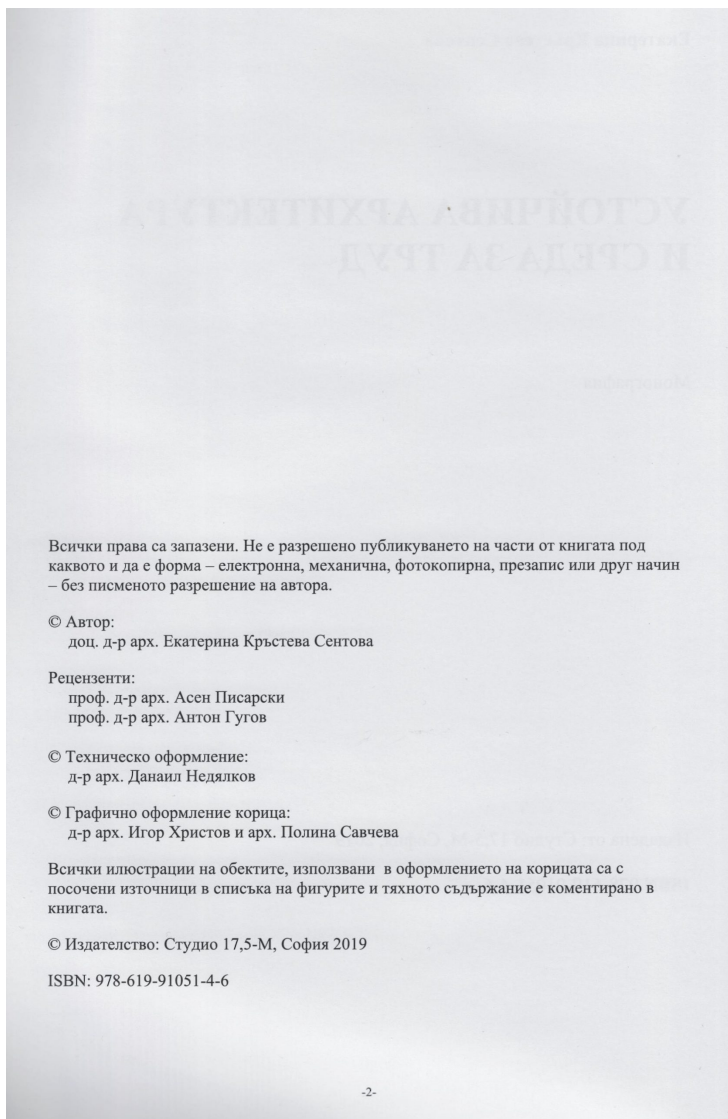 Всички права са запазени. Не е разрешено публикуването на части от книгата под
каквото и да е форма – електронна, механична, фотокопирна, презапис или друг начин
– без писменото разрешение на автора.
© Автор:
доц. д-р арх. Екатерина Кръстева Сентова
Рецензенти:
проф. д-р арх. Асен Писарски
проф. д-р арх. Антон Гугов
© Техническо оформление:
д-р арх. Данаил Недялков
© Графично оформление корица:
д-р арх. Игор Христов и арх. Полина Савчева
Всички илюстрации на обектите, използвани в оформлението на корицата са с
посочени източници в списъка на фигурите и тяхното съдържание е коментирано в
книгата.
© Издателство: Студио 17,5-М, София 2019
ISBN: 978-619-91051-4-6
-2-